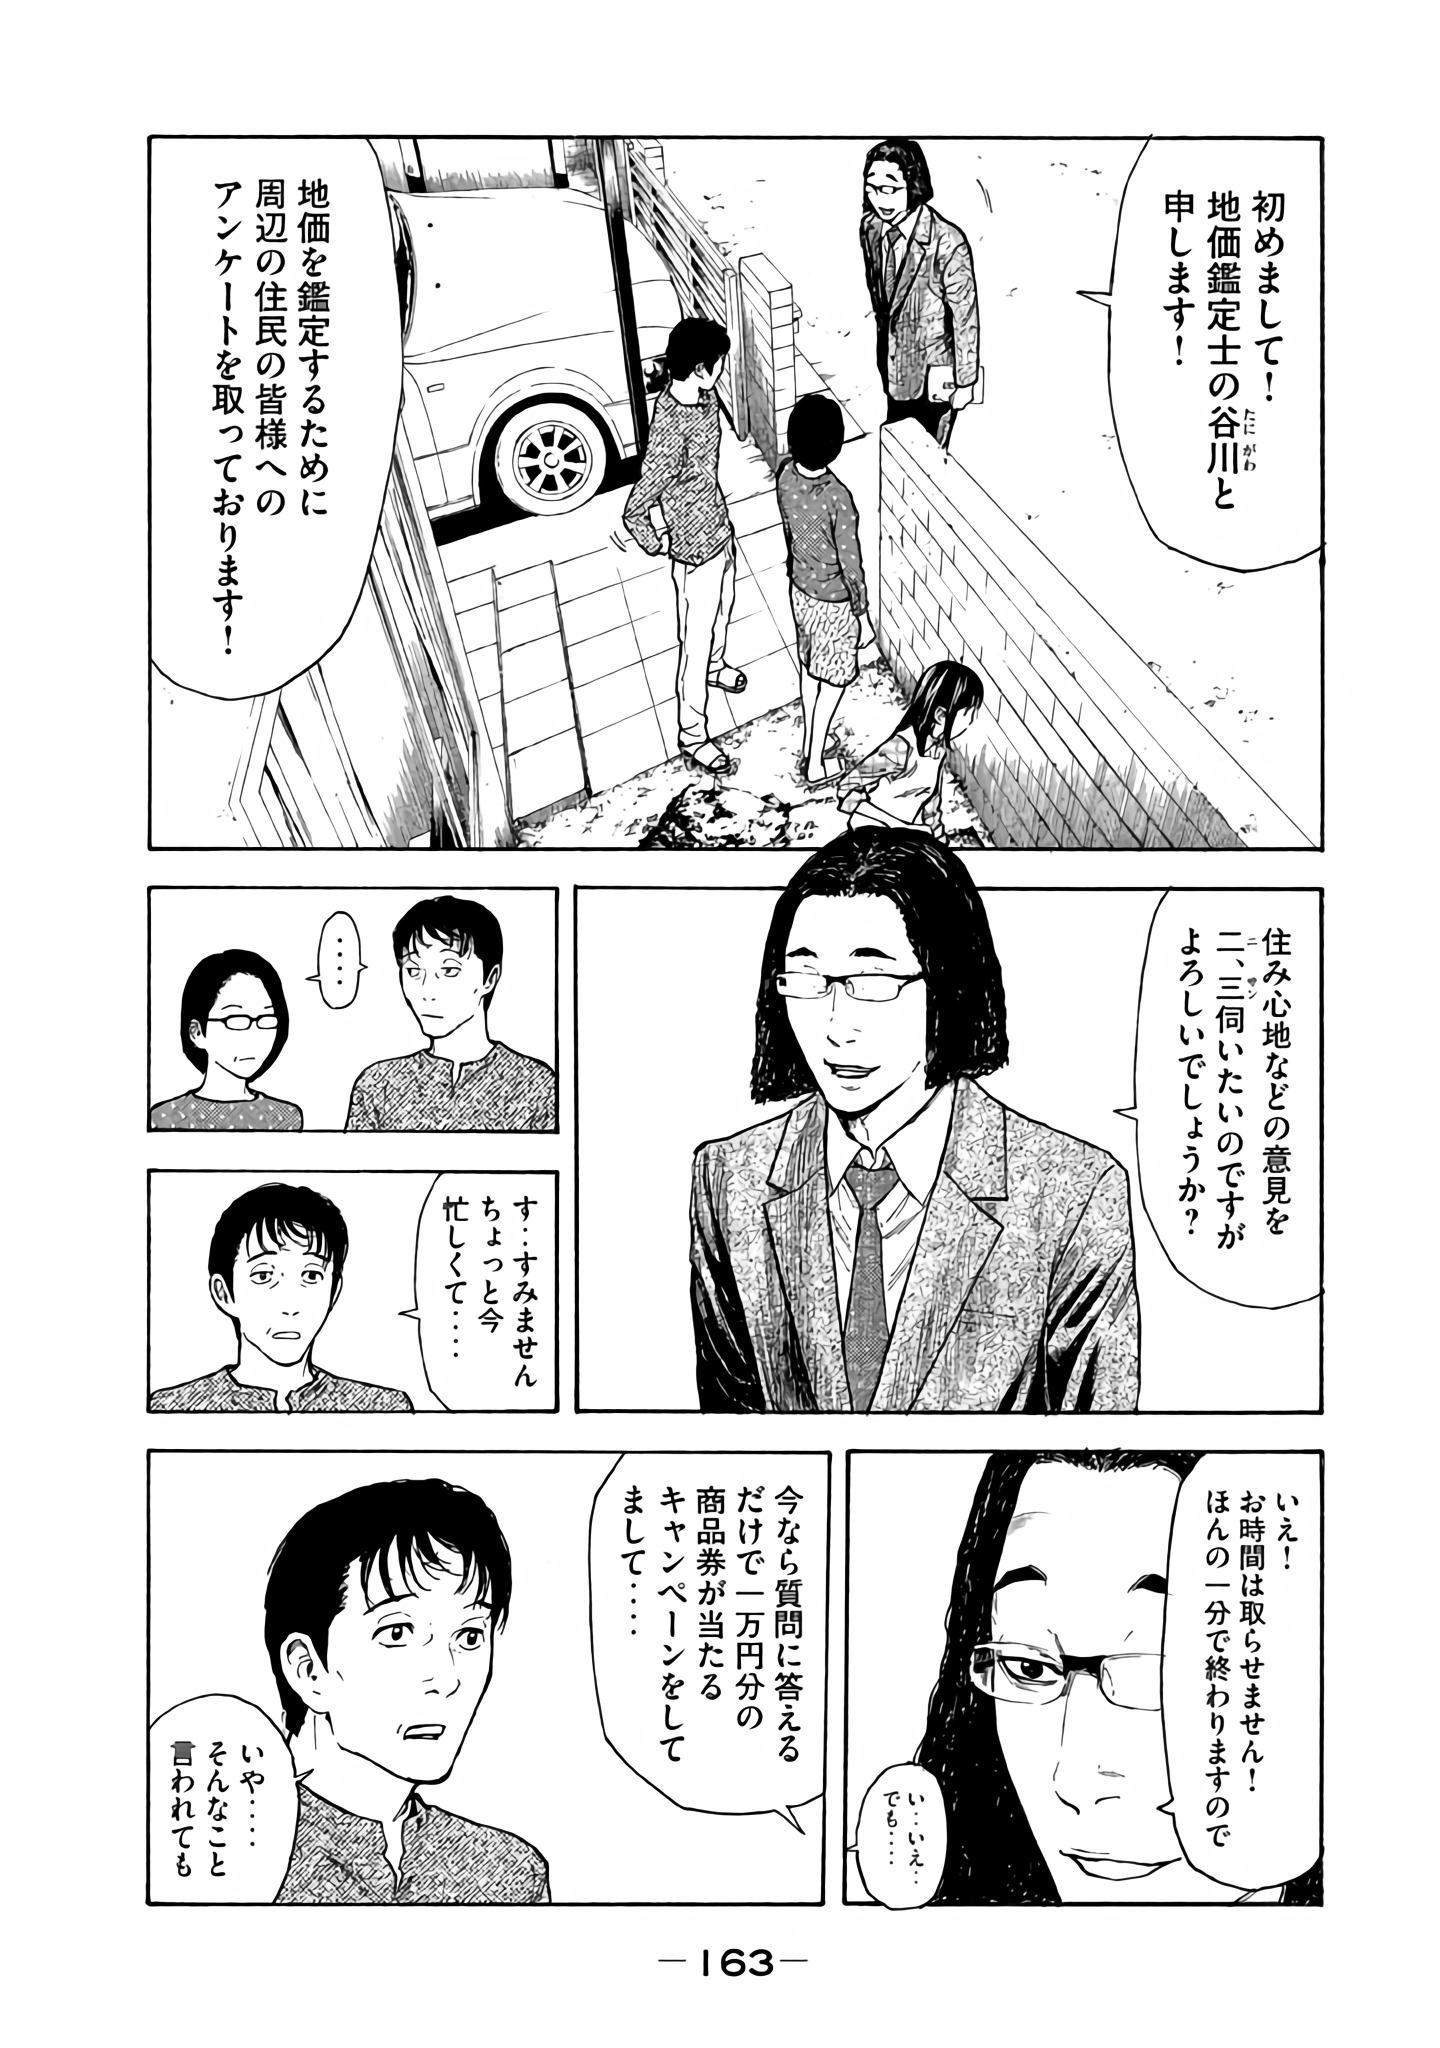 初めまして！
地価鑑定士の谷川と
たにがわ
申します！
地価を鑑定するために
周辺の住民の皆様への
アンケートを取っております！
住み心地などの意見を
二、三伺いたいのですが
ニ サン
よろしいでしょうか？
‥‥
す‥すみません
ちょっと今
忙しくて‥‥
いえ！
お時間は取らせません！
ほんの一分で終わりますので
い‥いえ‥
でも‥‥
今なら質問に答える
だけで一万円分の
商品券が当たる
キャンペーンをして
まして‥‥
いや‥‥
そんなこと
言われても
—163—